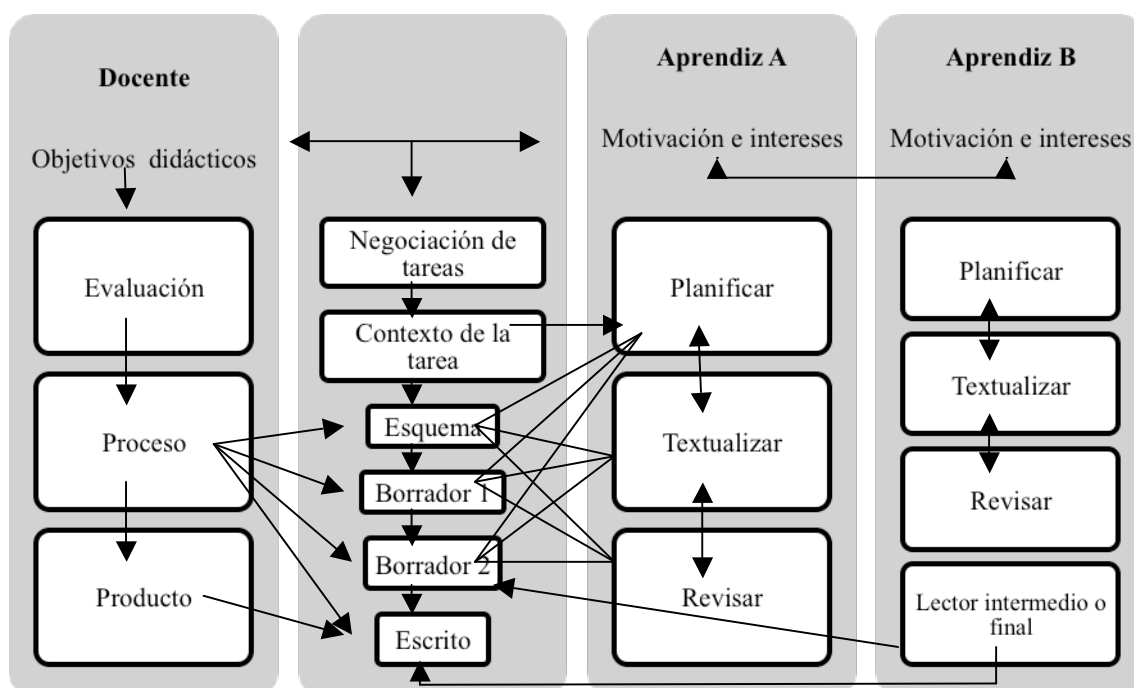 Docente
Objetivos didácticos
Evaluación
Proceso
Producto
Negociación de
tareas
Contexto de la
tarea
Esquema
Borrador 1
Borrador 2
Escrito
Aprendiz A
Motivación e intereses
Planificar
Textualizar
Revisar
Aprendiz B
Motivación e intereses
Planificar
Textualizar
Revisar
Lector intermedio o
final